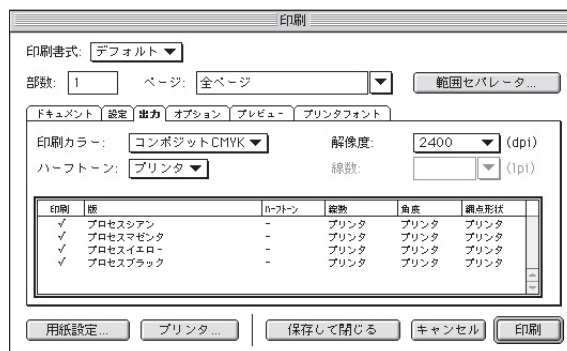 印刷
印刷書式: デフォルト
部数: 1 ページ: 全ページ 範囲セパレータ...
ドキュメント 設定 出力 オプション プレビュー プリンタフォント
印刷カラー: コンポジットCMYK 解像度: 2400 (dpi)
ハーフトーン: プリンタ 線数: (lpi)
印刷 版 ハーフトーン 線数 角度 網点形状
✓ プロセスシアン - プリンタ プリンタ プリンタ
✓ プロセスマゼンタ - プリンタ プリンタ プリンタ
✓ プロセスイエロー - プリンタ プリンタ プリンタ
✓ プロセスブラック - プリンタ プリンタ プリンタ
用紙設定... プリンタ... 保存して閉じる キャンセル 印刷